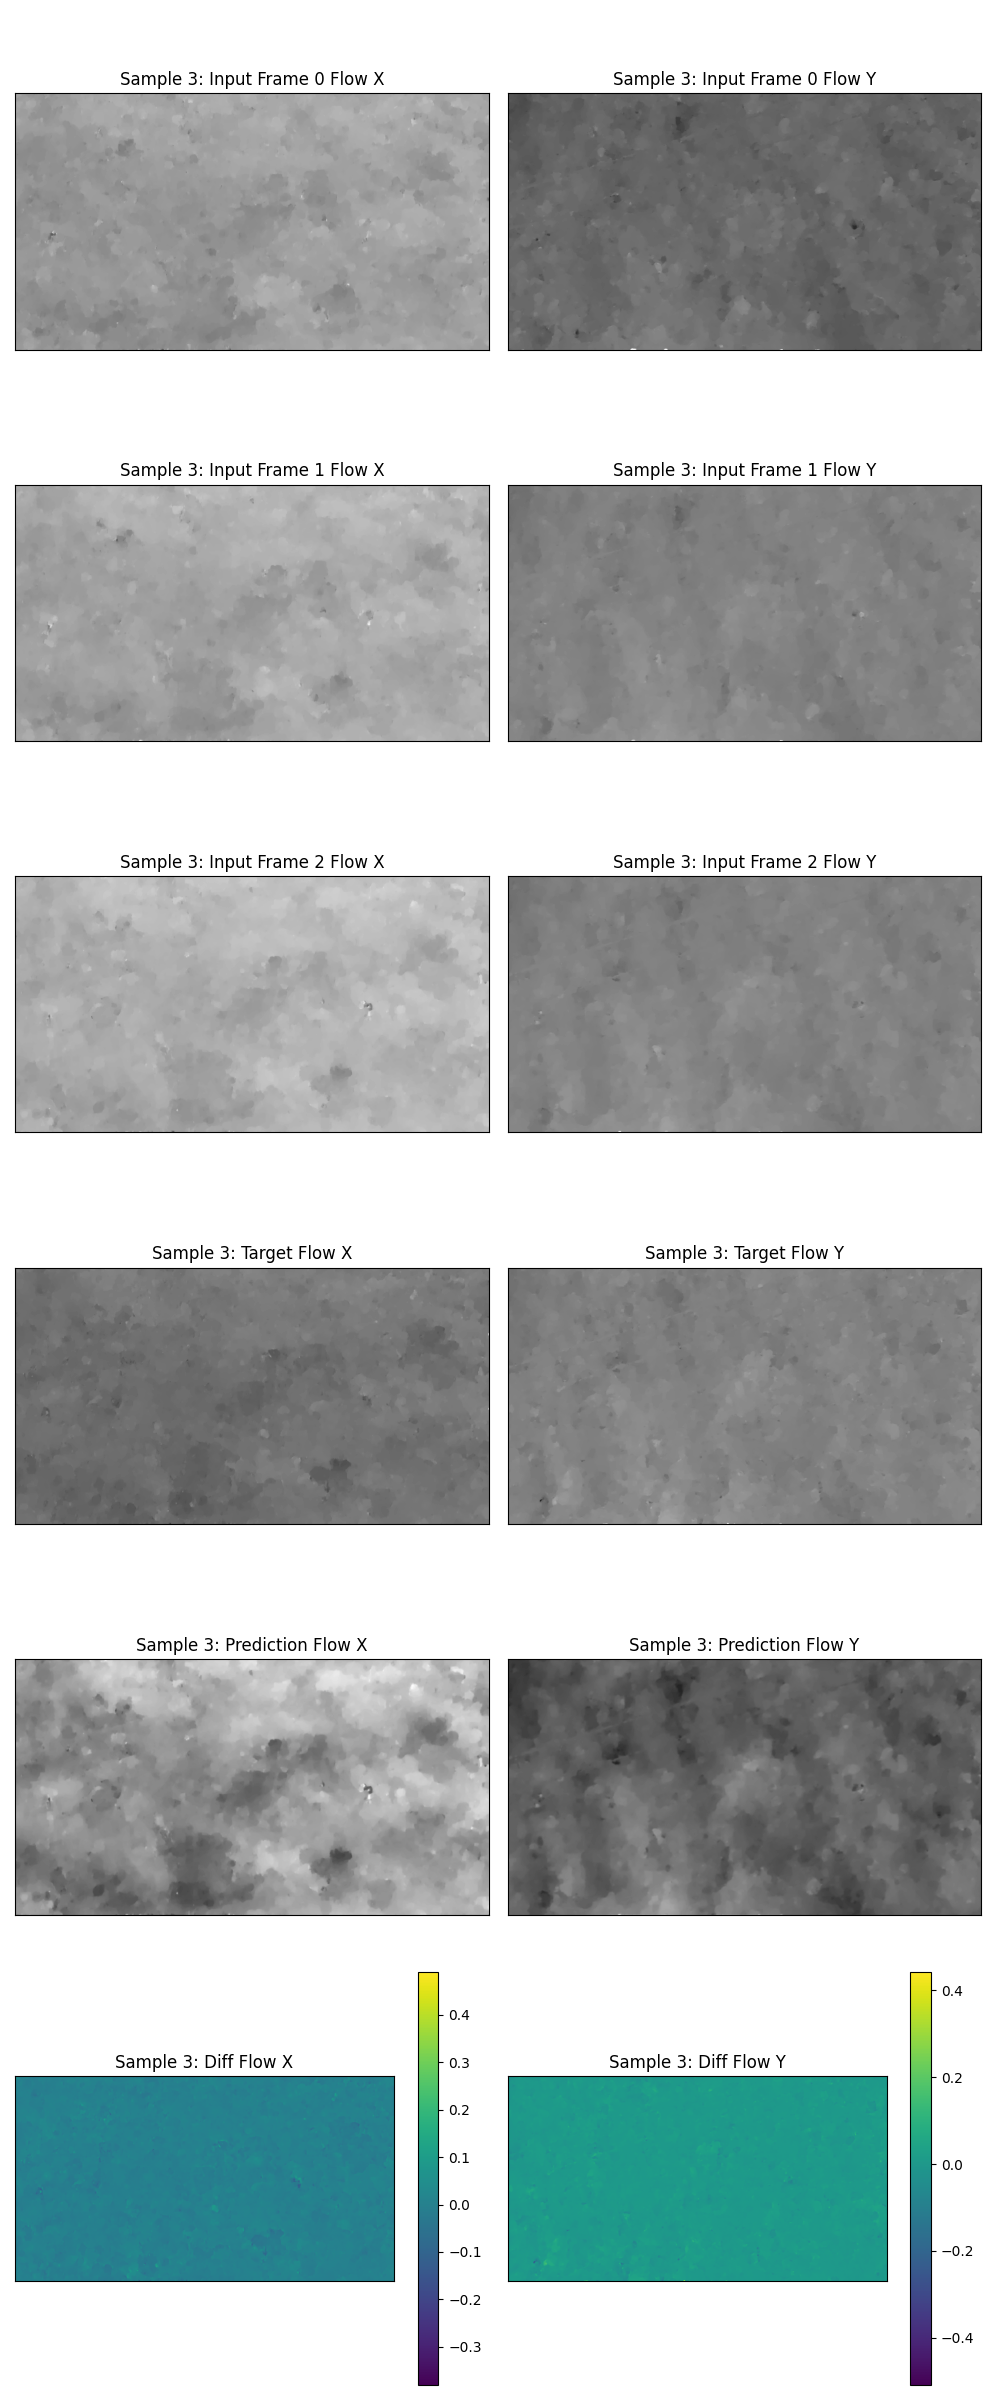 Sample 3: Input Frame 0 Flow X
Sample 3: Input Frame 0 Flow Y
Sample 3: Input Frame 1 Flow X
Sample 3: Input Frame 1 Flow Y
Sample 3: Input Frame 2 Flow X
Sample 3: Input Frame 2 Flow Y
Sample 3: Target Flow X
Sample 3: Target Flow Y
Sample 3: Prediction Flow X
Sample 3: Prediction Flow Y
Sample 3: Diff Flow X
0.4
0.3
0.2
0.1
0.0
−0.1
−0.2
−0.3
Sample 3: Diff Flow Y
0.4
0.2
0.0
−0.2
−0.4